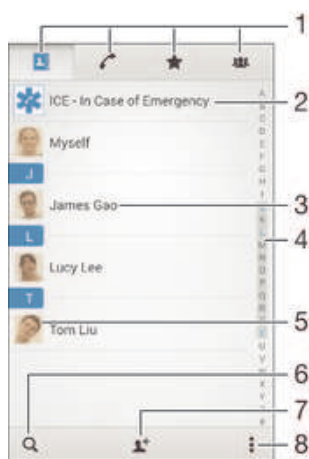 1
ICE - In Case of Emergency
2
Myself
J
James Gao
3
L
4
Lucy Lee
T
5
Tom Liu
6
7
8
A
B
C
D
E
F
G
H
I
J
K
L
M
N
O
P
Q
R
S
T
U
V
W
X
Y
Z
#